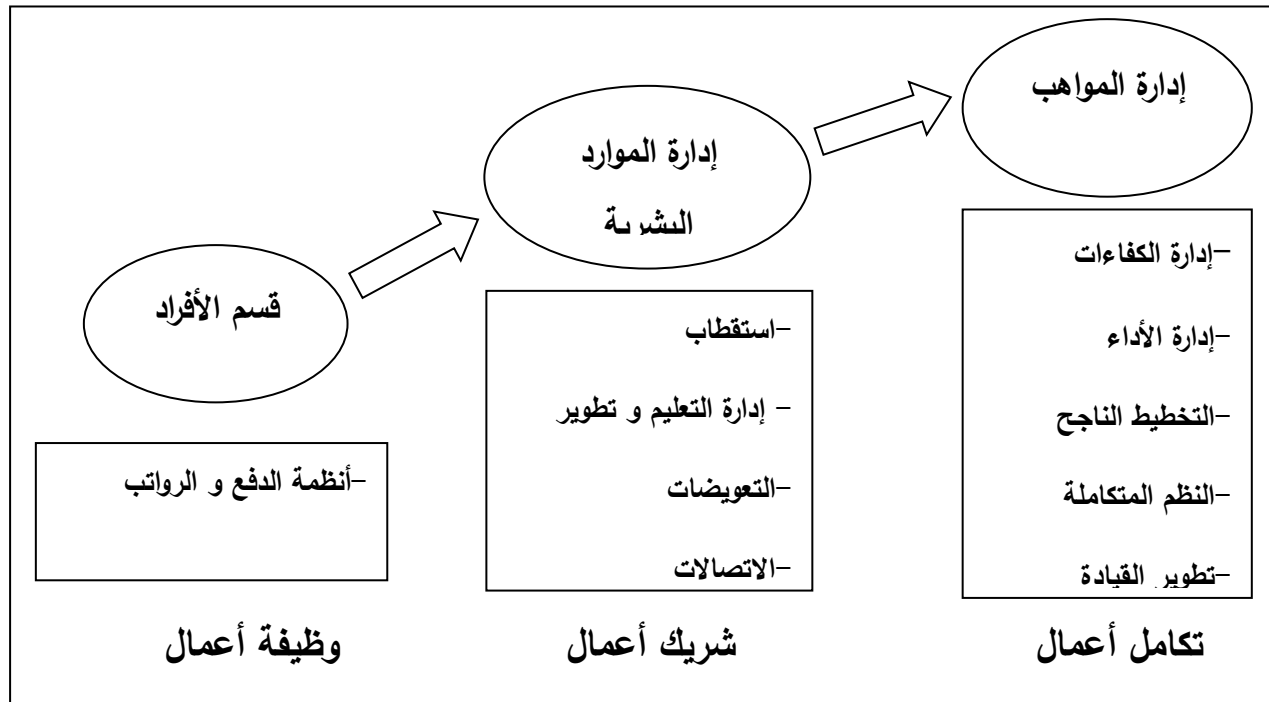 إدارة المواهب
إدارة الموارد
البشرية
قسم الأفراد
-إدارة الكفاءات
-إدارة الأداء
-التخطيط الناجح
-النظم المتكاملة
-تطوير القيادة
-استقطاب
- إدارة التعليم و تطوير
-التعويضات
-الاتصالات
-أنظمة الدفع و الرواتب
تكامل أعمال
شريك أعمال
وظيفة أعمال